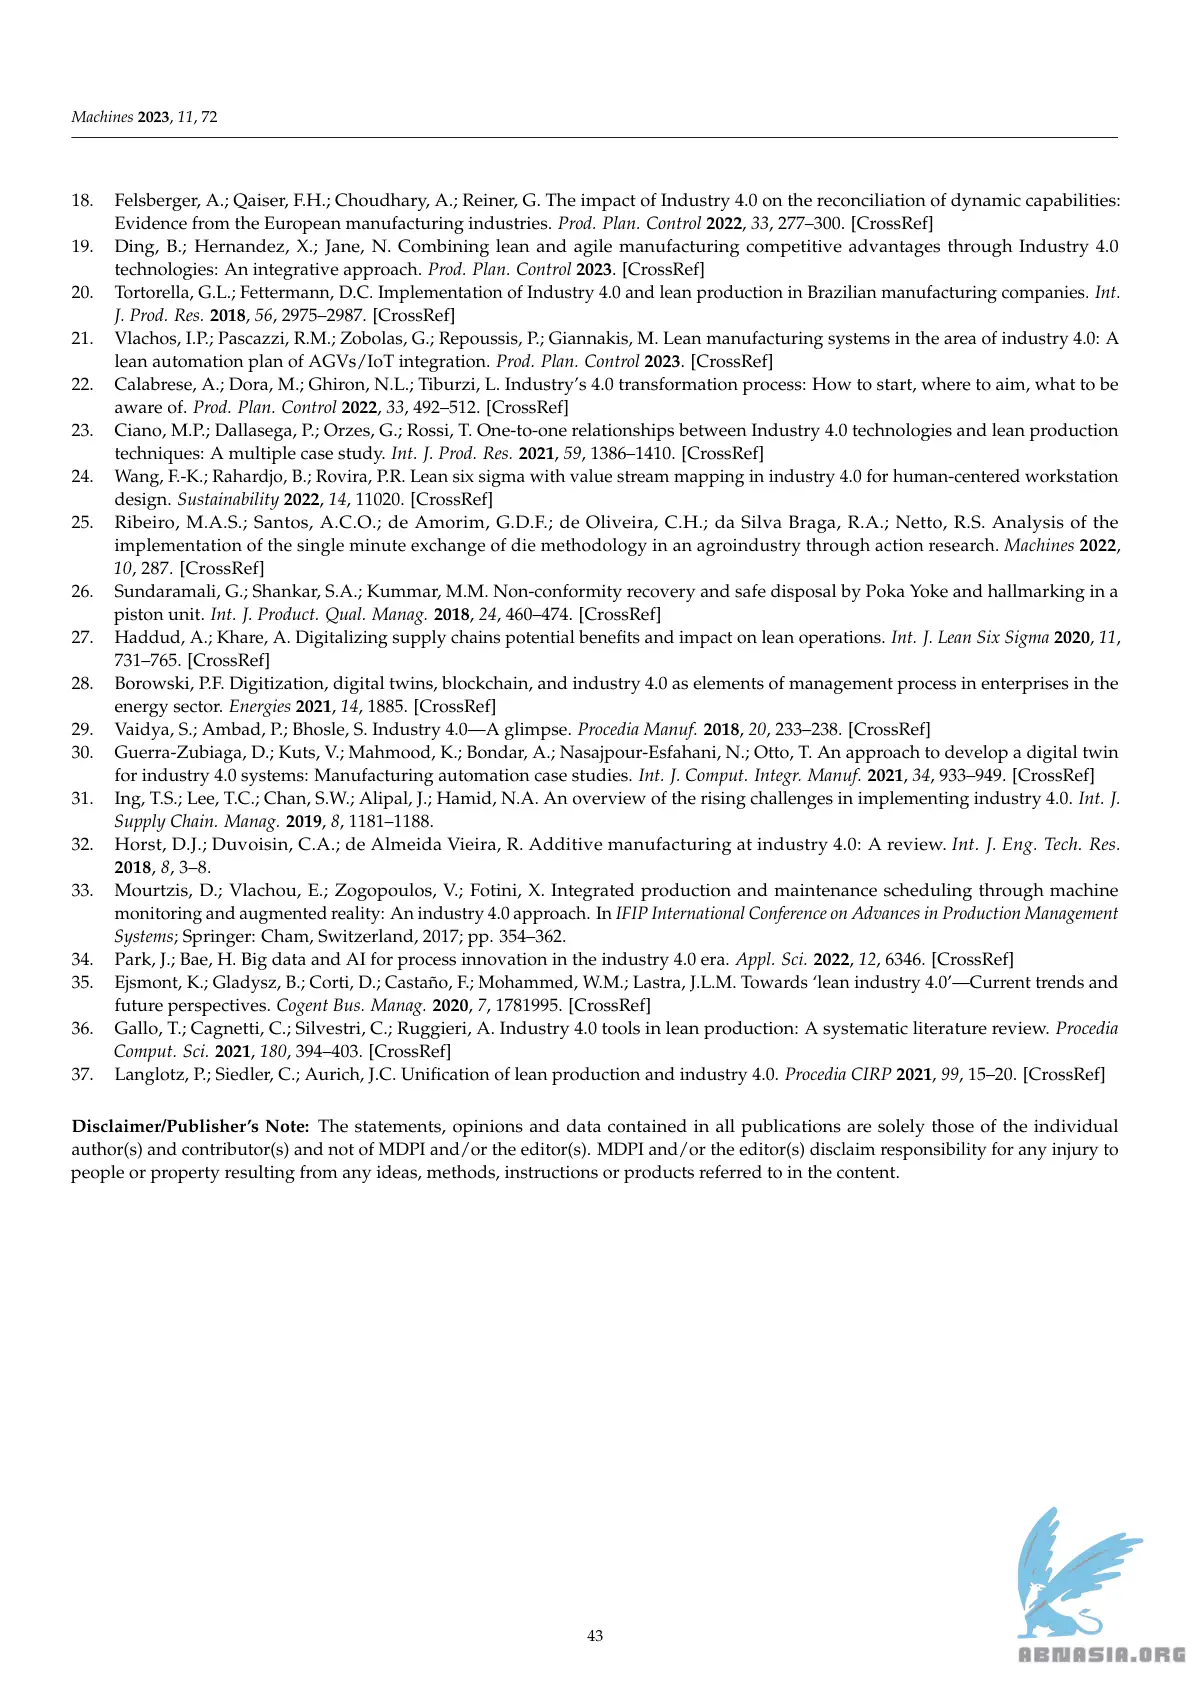 Machines 2023, 11, 72
18. Felsberger, A.; Qaiser, F.H.; Choudhary, A.; Reiner, G. The impact of Industry 4.0 on the reconciliation of dynamic capabilities:
Evidence from the European manufacturing industries. Prod. Plan. Control 2022, 33, 277–300. [CrossRef]
19. Ding, B.; Hernandez, X.; Jane, N. Combining lean and agile manufacturing competitive advantages through Industry 4.0
technologies: An integrative approach. Prod. Plan. Control 2023. [CrossRef]
20. Tortorella, G.L.; Fettermann, D.C. Implementation of Industry 4.0 and lean production in Brazilian manufacturing companies. Int.
J. Prod. Res. 2018, 56, 2975–2987. [CrossRef]
21. Vlachos, I.P.; Pascazzi, R.M.; Zobolas, G.; Repoussis, P.; Giannakis, M. Lean manufacturing systems in the area of industry 4.0: A
lean automation plan of AGVs/IoT integration. Prod. Plan. Control 2023. [CrossRef]
22. Calabrese, A.; Dora, M.; Ghiron, N.L.; Tiburzi, L. Industry’s 4.0 transformation process: How to start, where to aim, what to be
aware of. Prod. Plan. Control 2022, 33, 492–512. [CrossRef]
23. Ciano, M.P.; Dallasega, P.; Orzes, G.; Rossi, T. One-to-one relationships between Industry 4.0 technologies and lean production
techniques: A multiple case study. Int. J. Prod. Res. 2021, 59, 1386–1410. [CrossRef]
24. Wang, F.-K.; Rahardjo, B.; Rovira, P.R. Lean six sigma with value stream mapping in industry 4.0 for human-centered workstation
design. Sustainability 2022, 14, 11020. [CrossRef]
25. Ribeiro, M.A.S.; Santos, A.C.O.; de Amorim, G.D.F.; de Oliveira, C.H.; da Silva Braga, R.A.; Netto, R.S. Analysis of the
implementation of the single minute exchange of die methodology in an agroindustry through action research. Machines 2022,
10, 287. [CrossRef]
26. Sundaramali, G.; Shankar, S.A.; Kummar, M.M. Non-conformity recovery and safe disposal by Poka Yoke and hallmarking in a
piston unit. Int. J. Product. Qual. Manag. 2018, 24, 460–474. [CrossRef]
27. Haddud, A.; Khare, A. Digitalizing supply chains potential benefits and impact on lean operations. Int. J. Lean Six Sigma 2020, 11,
731–765. [CrossRef]
28. Borowski, P.F. Digitization, digital twins, blockchain, and industry 4.0 as elements of management process in enterprises in the
energy sector. Energies 2021, 14, 1885. [CrossRef]
29. Vaidya, S.; Ambad, P.; Bhosle, S. Industry 4.0—A glimpse. Procedia Manuf. 2018, 20, 233–238. [CrossRef]
30. Guerra-Zubiaga, D.; Kuts, V.; Mahmood, K.; Bondar, A.; Nasajpour-Esfahani, N.; Otto, T. An approach to develop a digital twin
for industry 4.0 systems: Manufacturing automation case studies. Int. J. Comput. Integr. Manuf. 2021, 34, 933–949. [CrossRef]
31. Ing, T.S.; Lee, T.C.; Chan, S.W.; Alipal, J.; Hamid, N.A. An overview of the rising challenges in implementing industry 4.0. Int. J.
Supply Chain. Manag. 2019, 8, 1181–1188.
32. Horst, D.J.; Duvoisin, C.A.; de Almeida Vieira, R. Additive manufacturing at industry 4.0: A review. Int. J. Eng. Tech. Res.
2018, 8, 3–8.
33. Mourtzis, D.; Vlachou, E.; Zogopoulos, V.; Fotini, X. Integrated production and maintenance scheduling through machine
monitoring and augmented reality: An industry 4.0 approach. In IFIP International Conference on Advances in Production Management
Systems; Springer: Cham, Switzerland, 2017; pp. 354–362.
34. Park, J.; Bae, H. Big data and AI for process innovation in the industry 4.0 era. Appl. Sci. 2022, 12, 6346. [CrossRef]
35. Ejsmont, K.; Gladysz, B.; Corti, D.; Castaño, F.; Mohammed, W.M.; Lastra, J.L.M. Towards ‘lean industry 4.0’—Current trends and
future perspectives. Cogent Bus. Manag. 2020, 7, 1781995. [CrossRef]
36. Gallo, T.; Cagnetti, C.; Silvestri, C.; Ruggieri, A. Industry 4.0 tools in lean production: A systematic literature review. Procedia
Comput. Sci. 2021, 180, 394–403. [CrossRef]
37. Langlotz, P.; Siedler, C.; Aurich, J.C. Unification of lean production and industry 4.0. Procedia CIRP 2021, 99, 15–20. [CrossRef]
Disclaimer/Publisher’s Note: The statements, opinions and data contained in all publications are solely those of the individual
author(s) and contributor(s) and not of MDPI and/or the editor(s). MDPI and/or the editor(s) disclaim responsibility for any injury to
people or property resulting from any ideas, methods, instructions or products referred to in the content.
43
ABNASIA.ORG